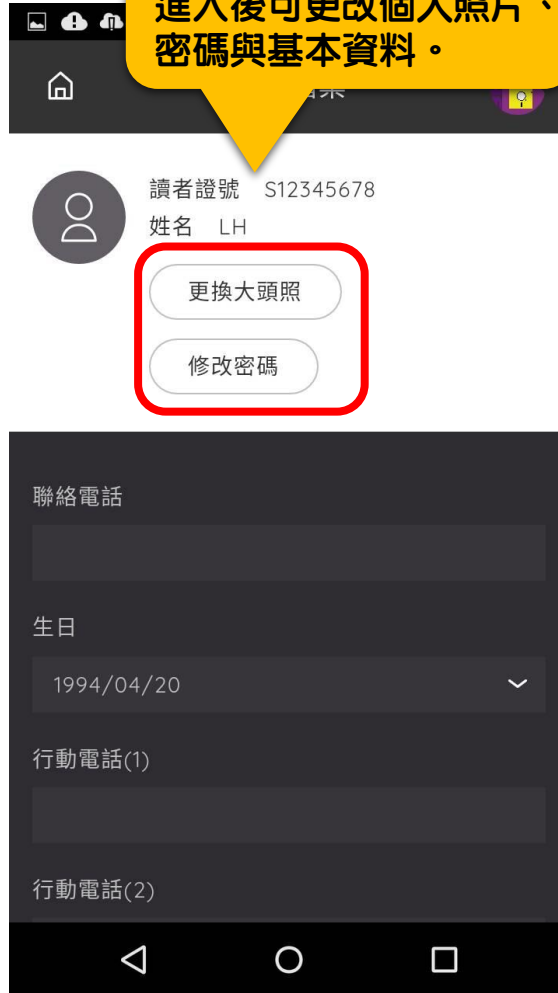 進入後可更改個人照片、
密碼與基本資料。
讀者證號 S12345678
姓名 LH
更換大頭照
修改密碼
聯絡電話
生日
1994/04/20
行動電話(1)
行動電話(2)